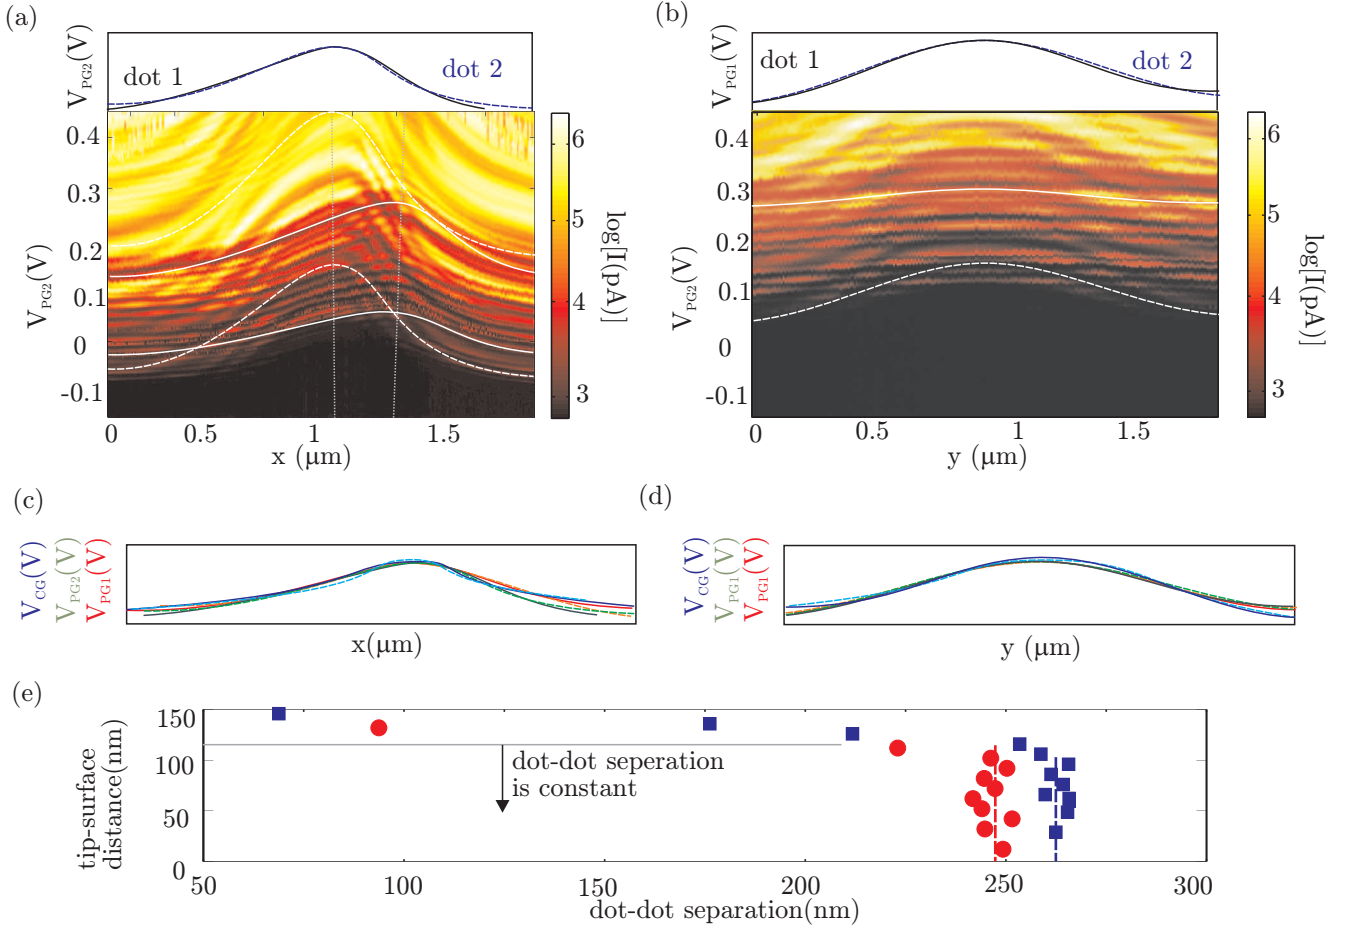 (a)
V_PG2(V)
dot 1
dot 2
V_PG2(V)
0.4
0.3
0.2
0.1
0
-0.1
0
0.5
1
1.5
x (μm)
6
5
4
3
log[I(pA)]
(b)
V_PG1(V)
dot 1
dot 2
V_PG2(V)
0.4
0.3
0.2
0.1
0
-0.1
0
0.5
1
1.5
y (μm)
6
5
4
3
log[I(pA)]
(c)
V_CG(V)
V_PG2(V)
V_PG1(V)
x(μm)
(d)
V_CG(V)
V_PG1(V)
V_PG1(V)
y (μm)
(e)
tip-surface
distance(nm)
150
100
50
0
dot-dot seperation
is constant
50
100
150
200
250
300
dot-dot separation(nm)